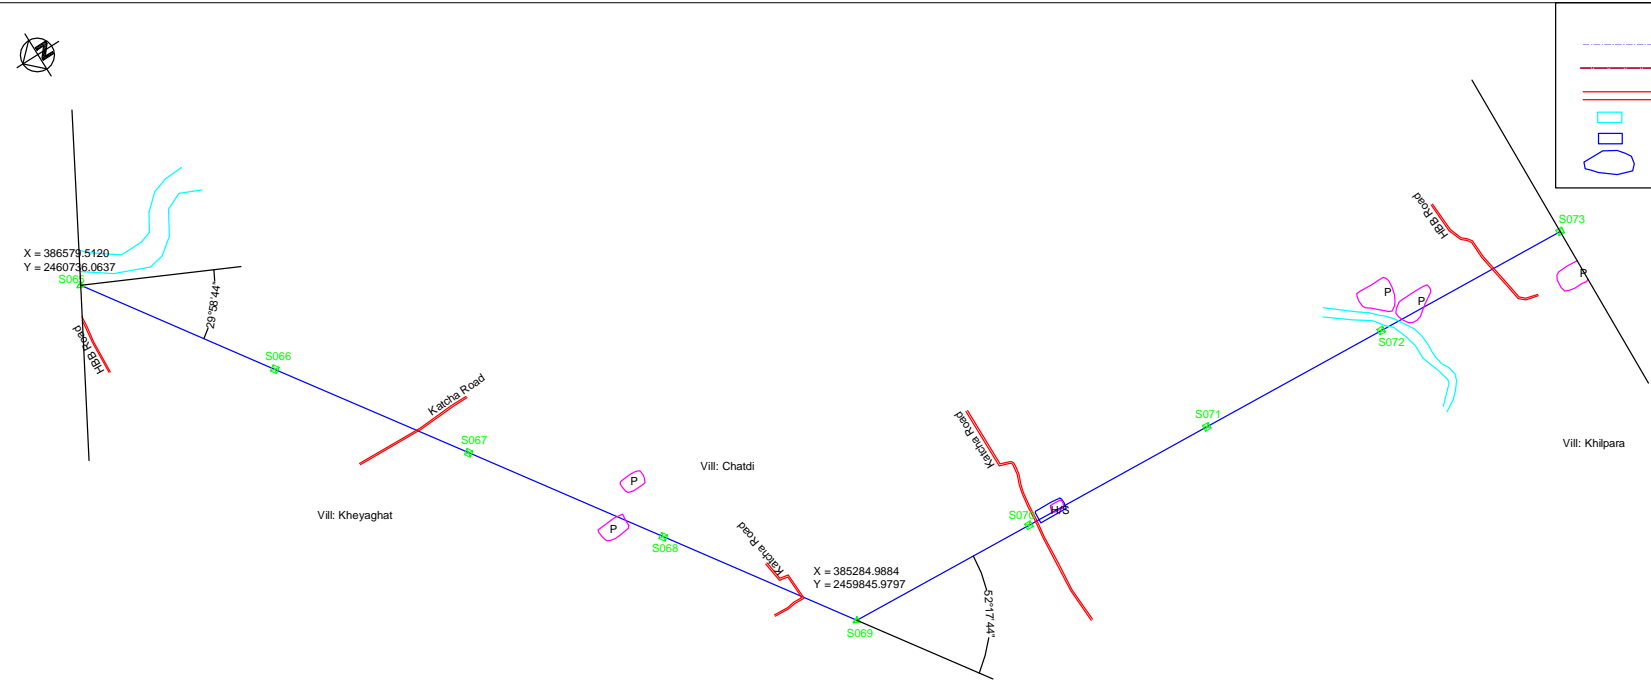 N
X = 386579.5120
Y = 2460736.0637
S065
29°58'44"
HBB Road
S066
Katcha Road
S067
Vill: Kheyaghat
P
P
S068
Vill: Chatdi
Katcha Road
X = 385284.9884
Y = 2459845.9797
S069
52°17'44"
Katcha Road
S070
H/S
S071
P
P
S072
HBB Road
S073
P
Vill: Khilpara